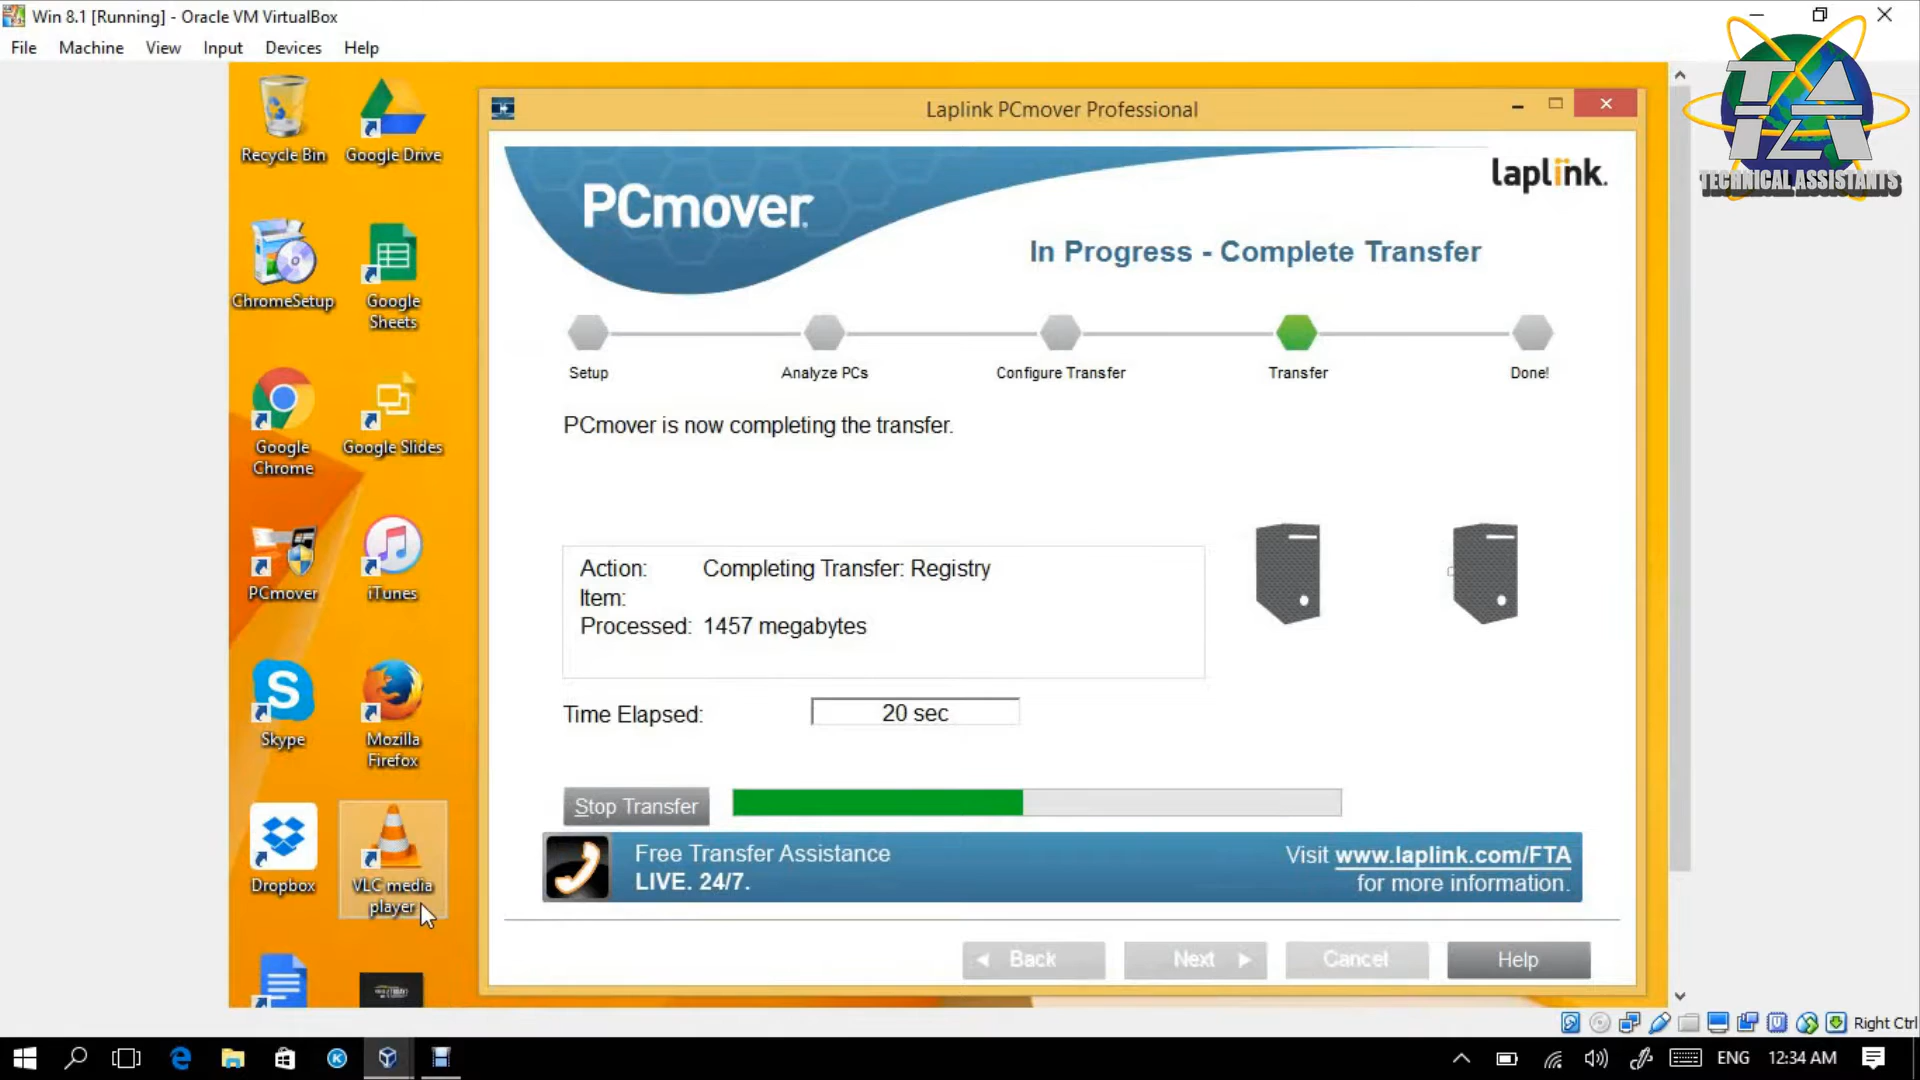 Win 8.1 [Running] - Oracle VM VirtualBox
File Machine View Input Devices Help
TA
TECHNICAL ASSISTANTS
Recycle Bin
Google Drive
ChromeSetup
Google
Sheets
Google
Chrome
Google Slides
PCmover
iTunes
Skype
Mozilla
Firefox
Dropbox
VLC media
player
Laplink PCmover Professional
PCmover
laplink.
In Progress - Complete Transfer
Setup Analyze PCs Configure Transfer Transfer Done!
PCmover is now completing the transfer.
Action: Completing Transfer: Registry
Item:
Processed: 1457 megabytes
Time Elapsed: 20 sec
Stop Transfer
Free Transfer Assistance
LIVE. 24/7.
Visit www.laplink.com/FTA
for more information.
Back Next Cancel Help
Right Ctrl
ENG 12:34 AM